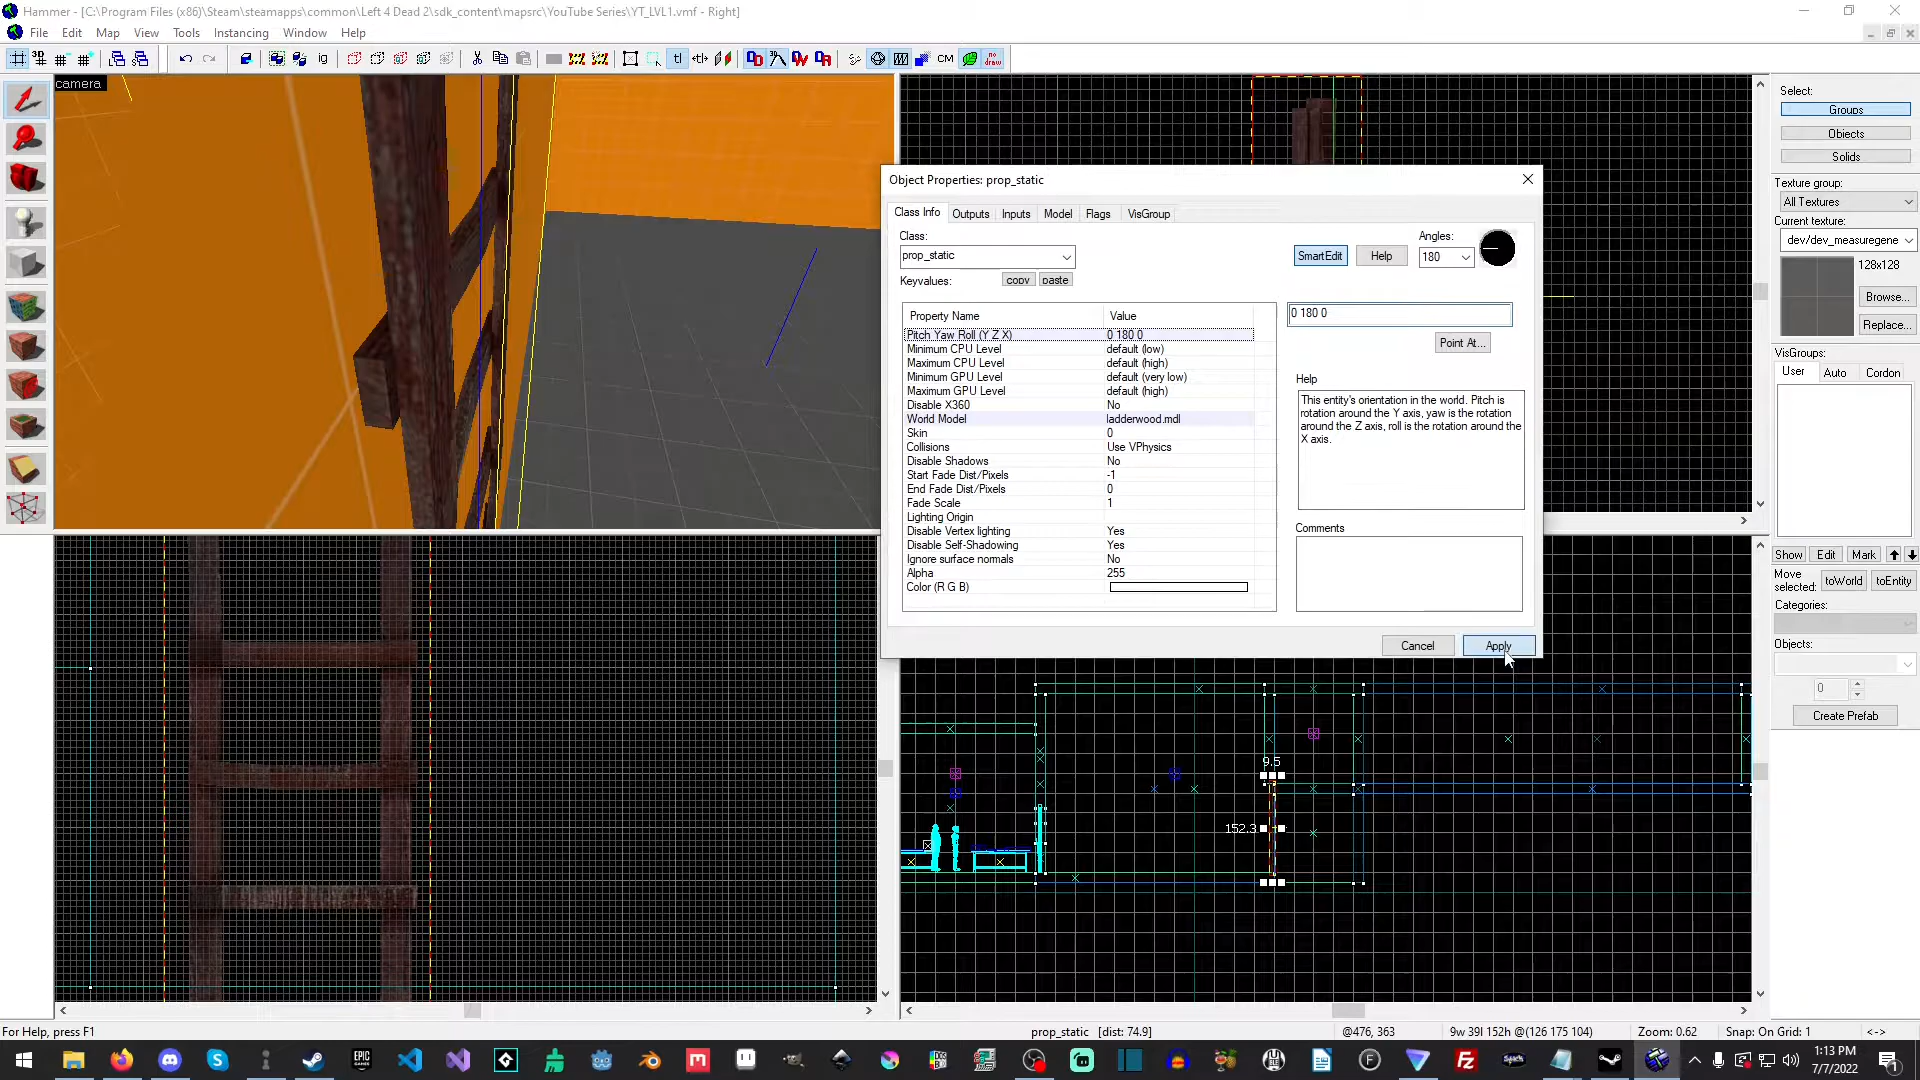 Hammer - [C:\Program Files (x86)\Steam\steamapps\common\Left 4 Dead 2\sdk_content\mapsrc\YouTube Series\YT_LVL1.vmf - Right]
File Edit Map View Tools Instancing Window Help
camera
Object Properties: prop_static
Class Info Outputs Inputs Model Flags VisGroup
Class:
prop_static
SmartEdit Help
Angles:
180
Keyvalues:
copy paste
Property Name Value
Pitch Yaw Roll (Y Z X) 0 180 0
Minimum CPU Level default (low)
Maximum CPU Level default (high)
Minimum GPU Level default (very low)
Maximum GPU Level default (high)
Disable X360 No
World Model ladderwood.mdl
Skin 0
Collisions Use VPhysics
Disable Shadows No
Start Fade Dist/Pixels -1
End Fade Dist/Pixels 0
Fade Scale 1
Lighting Origin
Disable Vertex lighting Yes
Disable Self-Shadowing Yes
Ignore surface normals No
Alpha 255
Color (R G B)
0 180 0
Point At...
Help
This entity's orientation in the world. Pitch is
rotation around the Y axis, yaw is the rotation
around the Z axis, roll is the rotation around the
X axis.
Comments
Cancel Apply
9.5
152.3
Select:
Groups
Objects
Solids
Texture group:
All Textures
Current texture:
dev/dev_measuregene
128x128
Browse...
Replace...
VisGroups:
User Auto Cordon
Show Edit Mark
Move
selected:
toWorld toEntity
Categories:
Objects:
0
Create Prefab
For Help, press F1
prop_static [dist: 74.9]
@476, 363
9w 39l 152h @(126 175 104)
Zoom: 0.62
Snap: On Grid: 1
<->
1:13 PM
7/7/2022